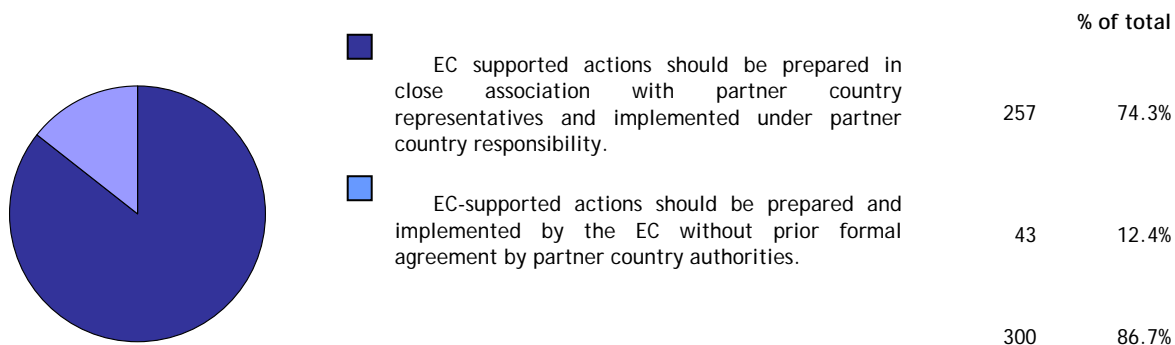 % of total
EC supported actions should be prepared in
close association with partner country
representatives and implemented under partner
country responsibility.
257 74.3%
EC-supported actions should be prepared and
implemented by the EC without prior formal
agreement by partner country authorities.
43 12.4%
300 86.7%